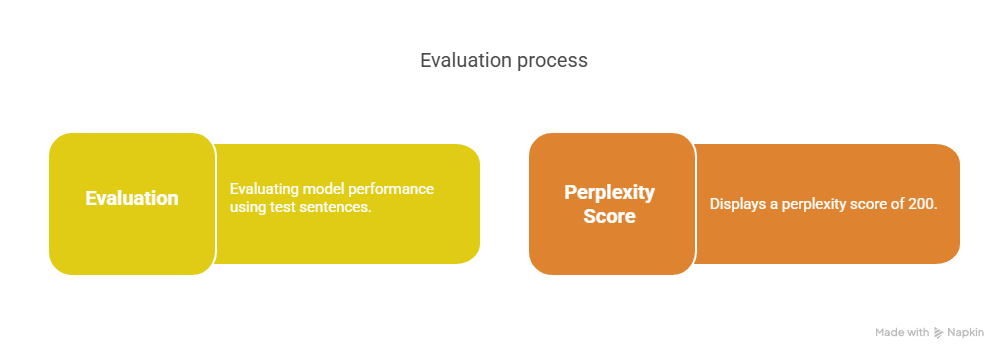 Evaluation process
Evaluation
Evaluating model performance
using test sentences.
Perplexity
Score
Displays a perplexity score of 200.
Made with Napkin